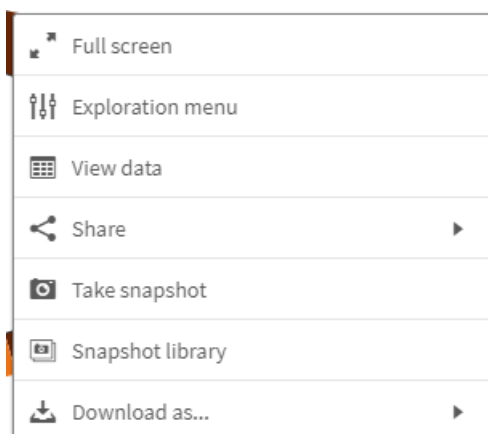 Full screen
Exploration menu
View data
Share
Take snapshot
Snapshot library
Download as...